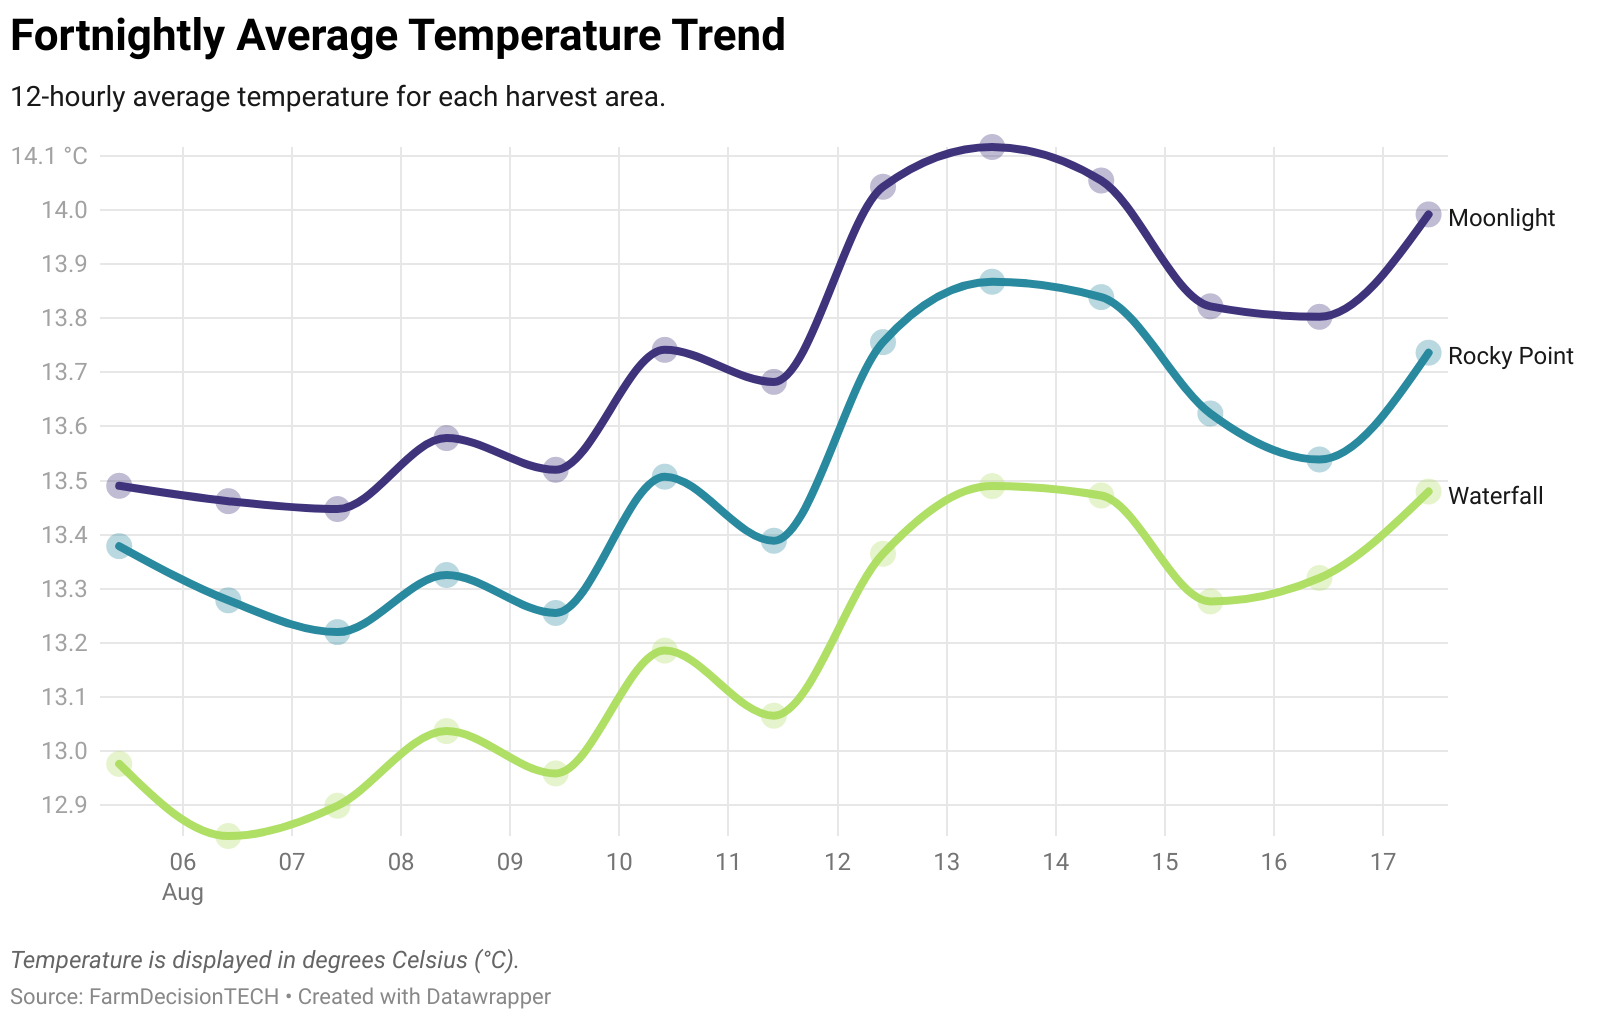 Fortnightly Average Temperature Trend
12-hourly average temperature for each harvest area.
14.1 °C
14.0
13.9
13.8
13.7
13.6
13.5
13.4
13.3
13.2
13.1
13.0
12.9
Moonlight
Rocky Point
Waterfall
06 07 08 09 10 11 12 13 14 15 16 17
Aug
Temperature is displayed in degrees Celsius (°C).
Source: FarmDecisionTECH • Created with Datawrapper